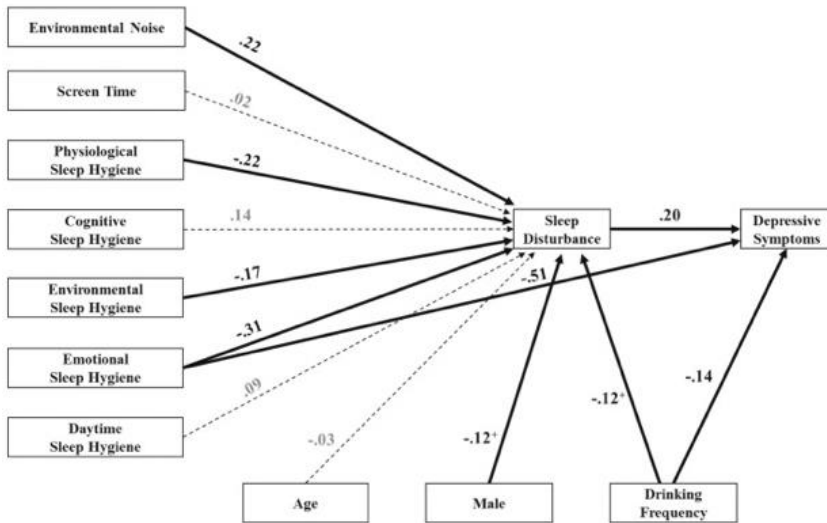 Environmental Noise
.22
Screen Time
.02
Physiological
Sleep Hygiene
-.22
Cognitive
Sleep Hygiene
.14
Sleep
Disturbance
.20
Depressive
Symptoms
Environmental
Sleep Hygiene
-.17
-.51
Emotional
Sleep Hygiene
-.31
Daytime
Sleep Hygiene
.09
-.03
-.12+
-.12+
-.14
Age
Male
Drinking
Frequency